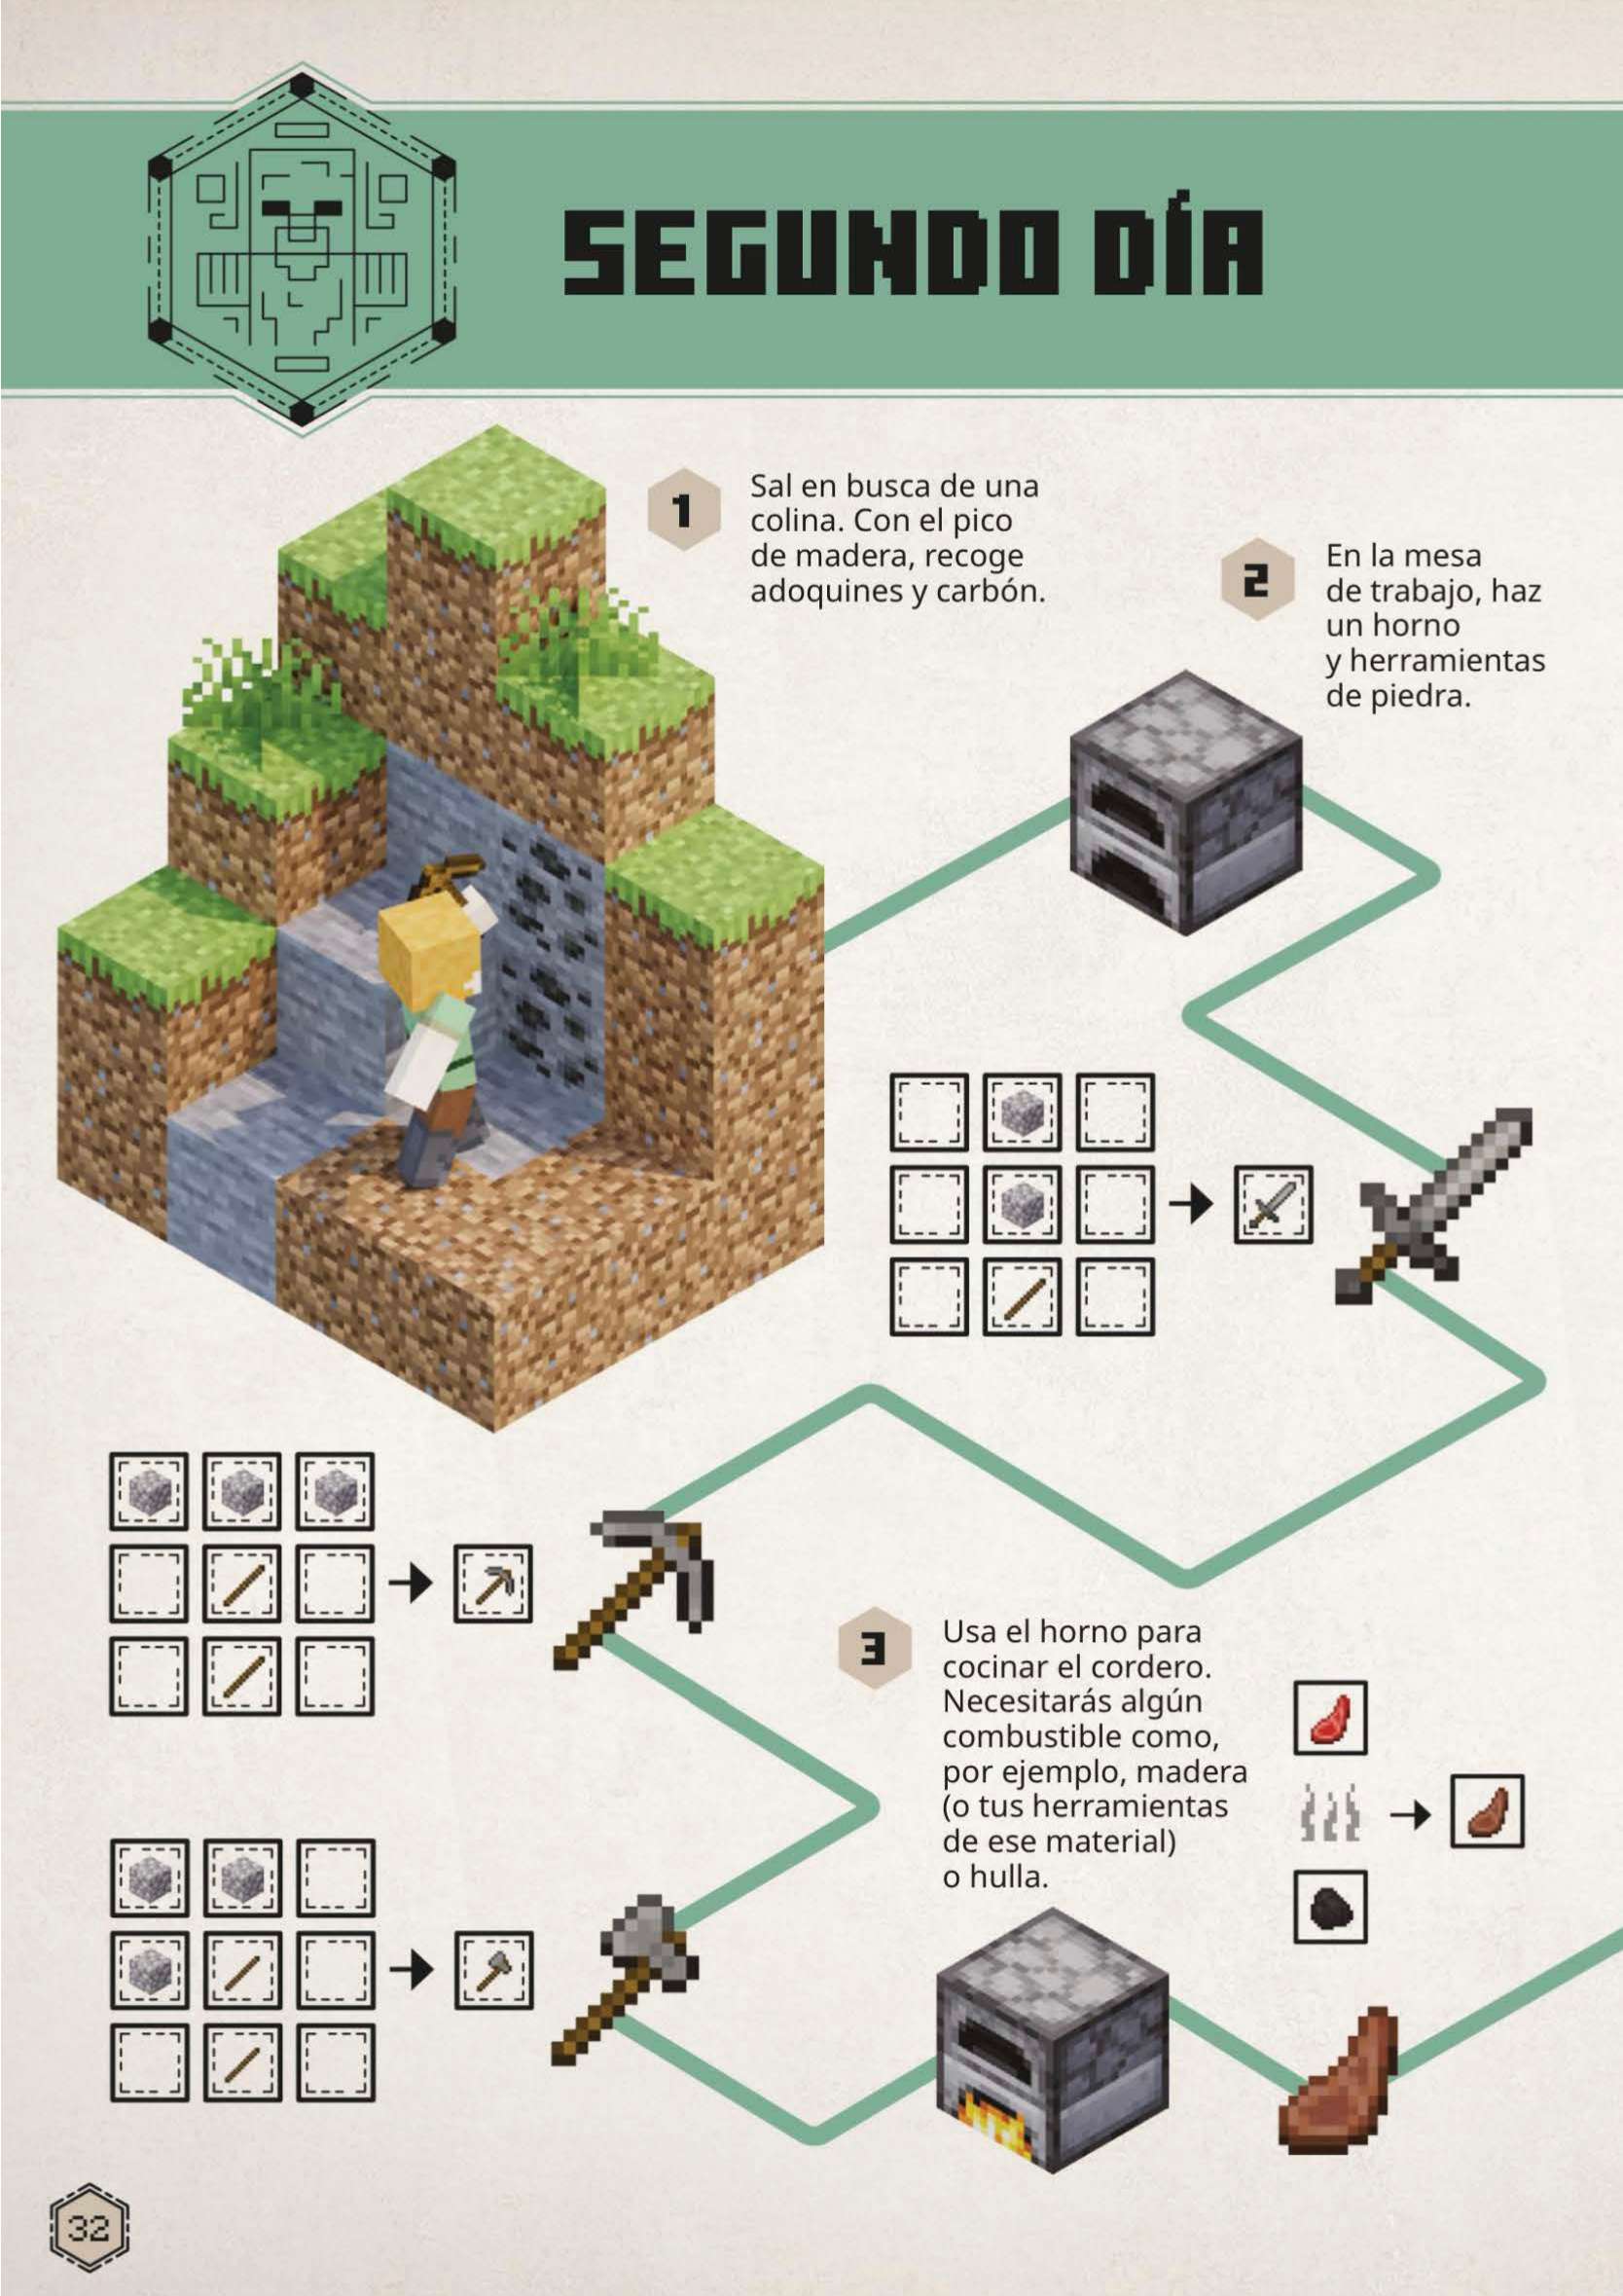 SEGUNDO DÍA
1
Sal en busca de una
colina. Con el pico
de madera, recoge
adoquines y carbón.
2
En la mesa
de trabajo, haz
un horno
y herramientas
de piedra.
3
Usa el horno para
cocinar el cordero.
Necesitarás algún
combustible como,
por ejemplo, madera
(o tus herramientas
de ese material)
o hulla.
32